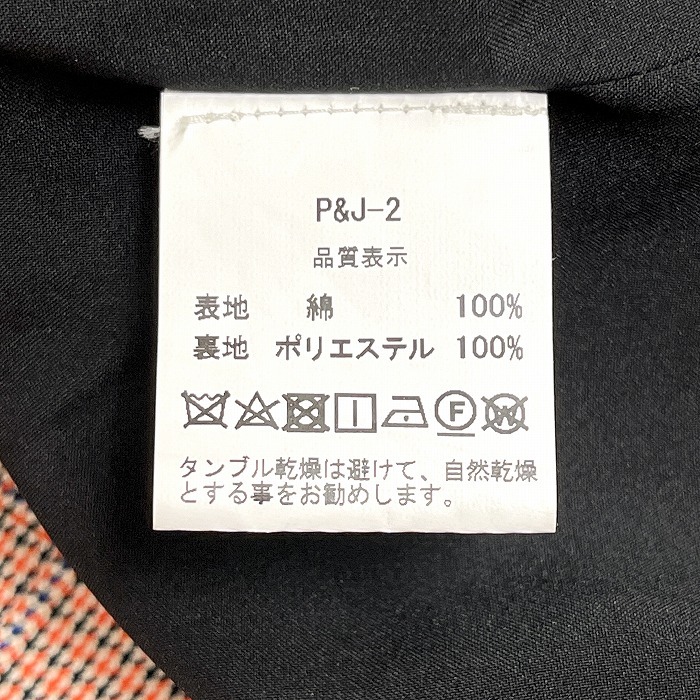 P&J-2
品質表示
表地 綿 100%
裏地 ポリエステル 100%
F W
タンブル乾燥は避けて、自然乾燥
とする事をお勧めします。